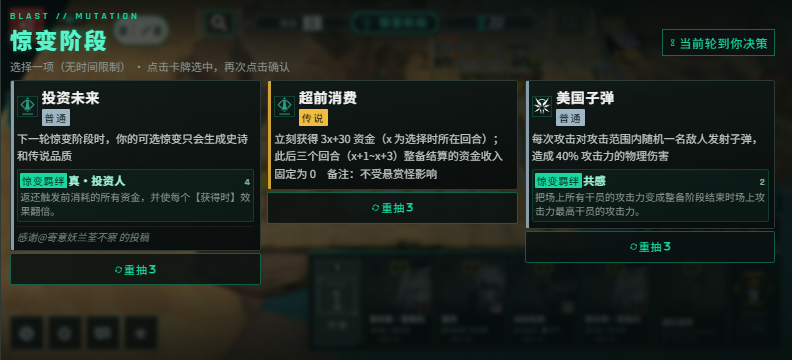 BLAST // MUTATION
惊变阶段
当前轮到你决策
选择一项（无时间限制） · 点击卡牌选中，再次点击确认
投资未来
普通
下一轮惊变阶段时，你的可选惊变只会生成史诗
和传说品质
惊变羁绊 真·投资人 4
返还触发前消耗的所有资金，并使每个【获得时】效
果翻倍。
感谢@寄意妖兰荃不察 的投稿
重抽3
超前消费
传说
立刻获得 3x+30 资金（x 为选择时所在回合）；
此后三个回合（x+1~x+3）整备结算的资金收入
固定为 0 备注：不受悬赏怪影响
重抽3
美国子弹
普通
每次攻击对攻击范围内随机一名敌人发射子弹，
造成 40% 攻击力的物理伤害
惊变羁绊 共感 2
把场上所有干员的攻击力变成整备阶段结束时场上攻
击力最高干员的攻击力。
重抽3